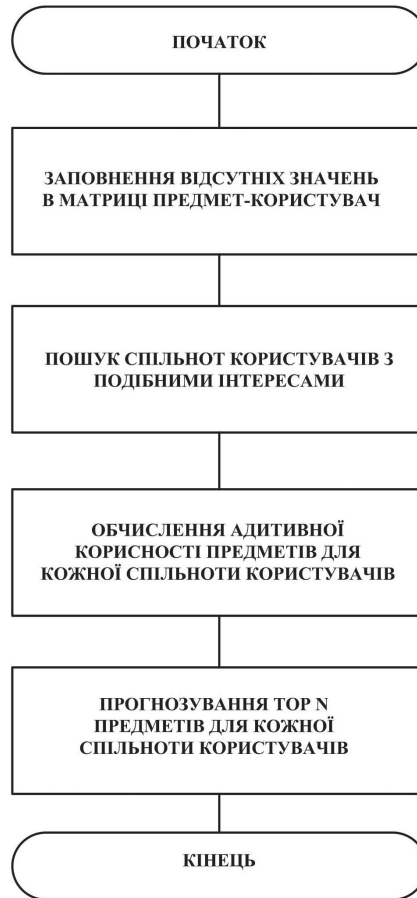 ПОЧАТОК
ЗАПОВНЕННЯ ВІДСУТНІХ ЗНАЧЕНЬ
В МАТРИЦІ ПРЕДМЕТ-КОРИСТУВАЧ
ПОШУК СПІЛЬНОТ КОРИСТУВАЧІВ З
ПОДІБНИМИ ІНТЕРЕСАМИ
ОБЧИСЛЕННЯ АДИТИВНОЇ
КОРИСНОСТІ ПРЕДМЕТІВ ДЛЯ
КОЖНОЇ СПІЛЬНОТИ КОРИСТУВАЧІВ
ПРОГНОЗУВАННЯ TOP N
ПРЕДМЕТІВ ДЛЯ КОЖНОЇ
СПІЛЬНОТИ КОРИСТУВАЧІВ
КІНЕЦЬ